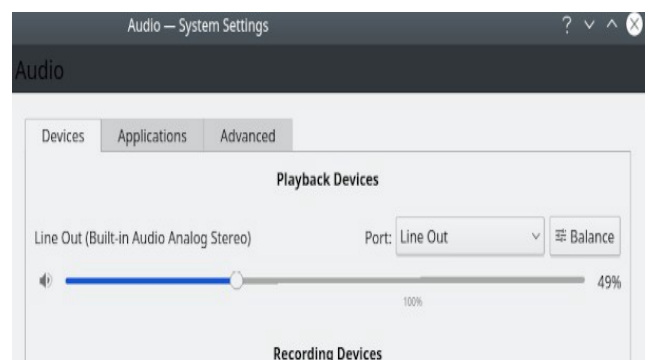 Audio — System Settings
Audio
Devices Applications Advanced
Playback Devices
Line Out (Built-in Audio Analog Stereo) Port: Line Out Balance
49%
100%
Recording Devices